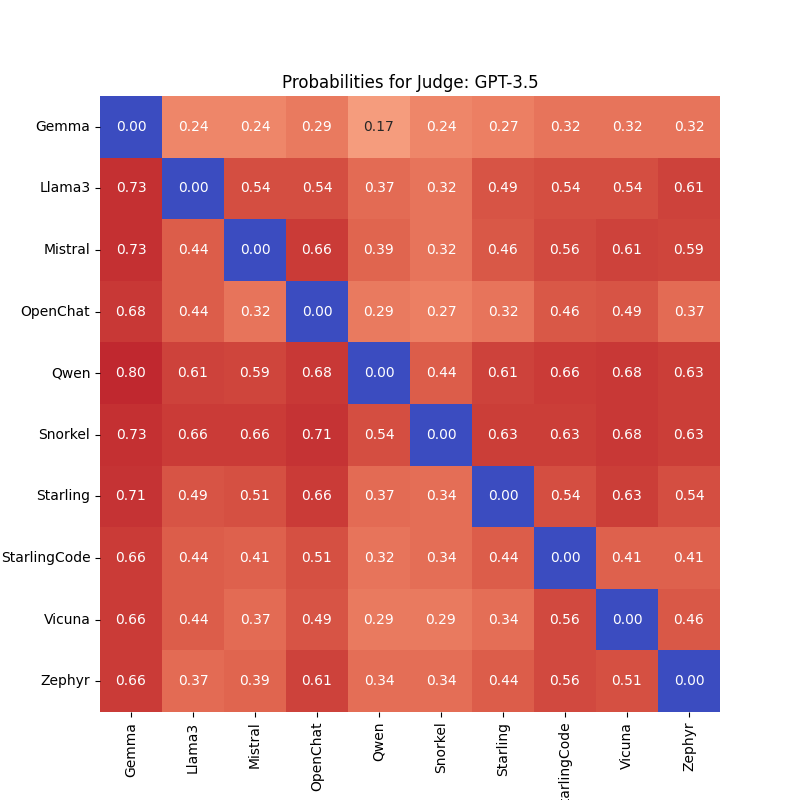 Probabilities for Judge: GPT-3.5
Gemma 0.00 0.24 0.24 0.29 0.17 0.24 0.27 0.32 0.32 0.32
Llama3 0.73 0.00 0.54 0.54 0.37 0.32 0.49 0.54 0.54 0.61
Mistral 0.73 0.44 0.00 0.66 0.39 0.32 0.46 0.56 0.61 0.59
OpenChat 0.68 0.44 0.32 0.00 0.29 0.27 0.32 0.46 0.49 0.37
Qwen 0.80 0.61 0.59 0.68 0.00 0.44 0.61 0.66 0.68 0.63
Snorkel 0.73 0.66 0.66 0.71 0.54 0.00 0.63 0.63 0.68 0.63
Starling 0.71 0.49 0.51 0.66 0.37 0.34 0.00 0.54 0.63 0.54
StarlingCode 0.66 0.44 0.41 0.51 0.32 0.34 0.44 0.00 0.41 0.41
Vicuna 0.66 0.44 0.37 0.49 0.29 0.29 0.34 0.56 0.00 0.46
Zephyr 0.66 0.37 0.39 0.61 0.34 0.34 0.44 0.56 0.51 0.00
Gemma Llama3 Mistral OpenChat Qwen Snorkel Starling arlingCode Vicuna Zephyr